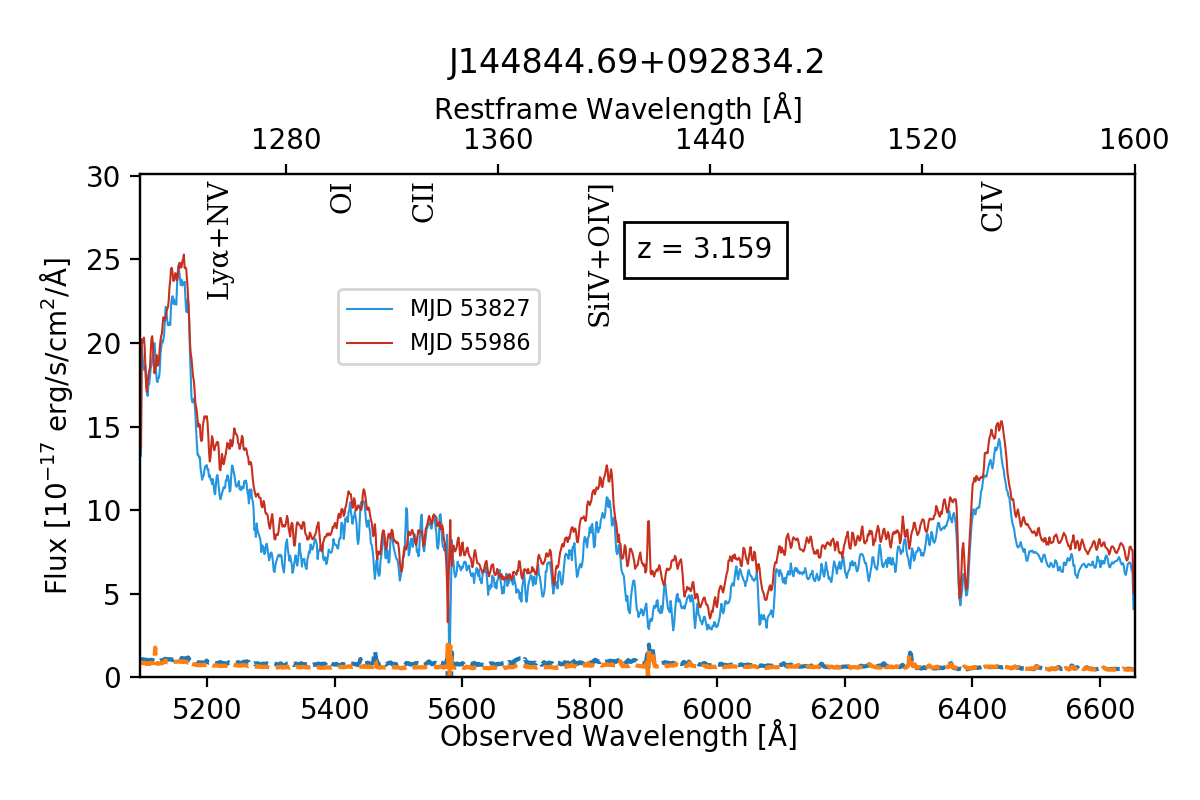 J144844.69+092834.2
Restframe Wavelength [Å]
1280 1360 1440 1520 1600
30
25
20
15
10
5
0
Flux [10⁻¹⁷ erg/s/cm²/Å]
Lyα+NV
OI
CII
SiIV+OIV]
CIV
z = 3.159
MJD 53827
MJD 55986
5200 5400 5600 5800 6000 6200 6400 6600
Observed Wavelength [Å]